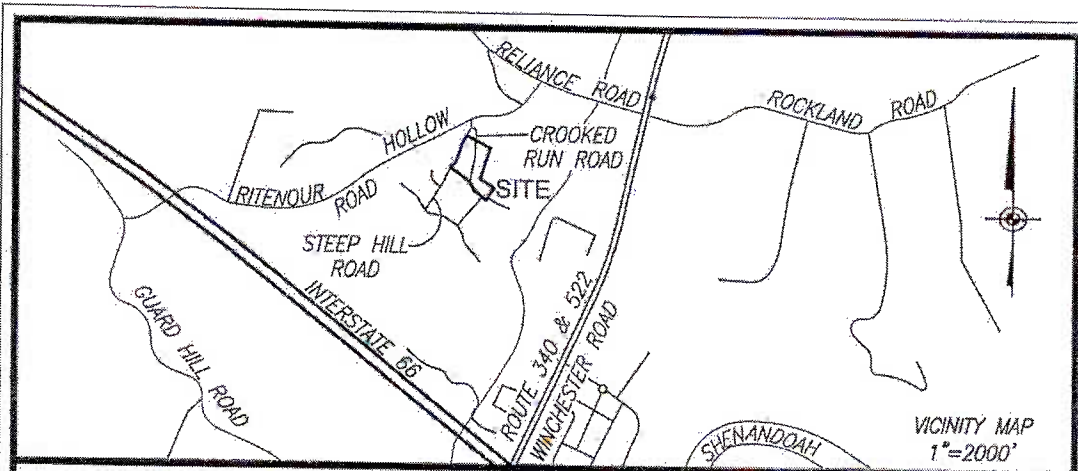 RELIANCE ROAD
ROCKLAND ROAD
HOLLOW
CROOKED
RUN ROAD
RITENOUR
ROAD
SITE
STEEP HILL
ROAD
INTERSTATE 66
GUARD HILL ROAD
ROUTE 340 & 522
WINCHESTER ROAD
SHENANDOAH
VICINITY MAP
1"=2000'